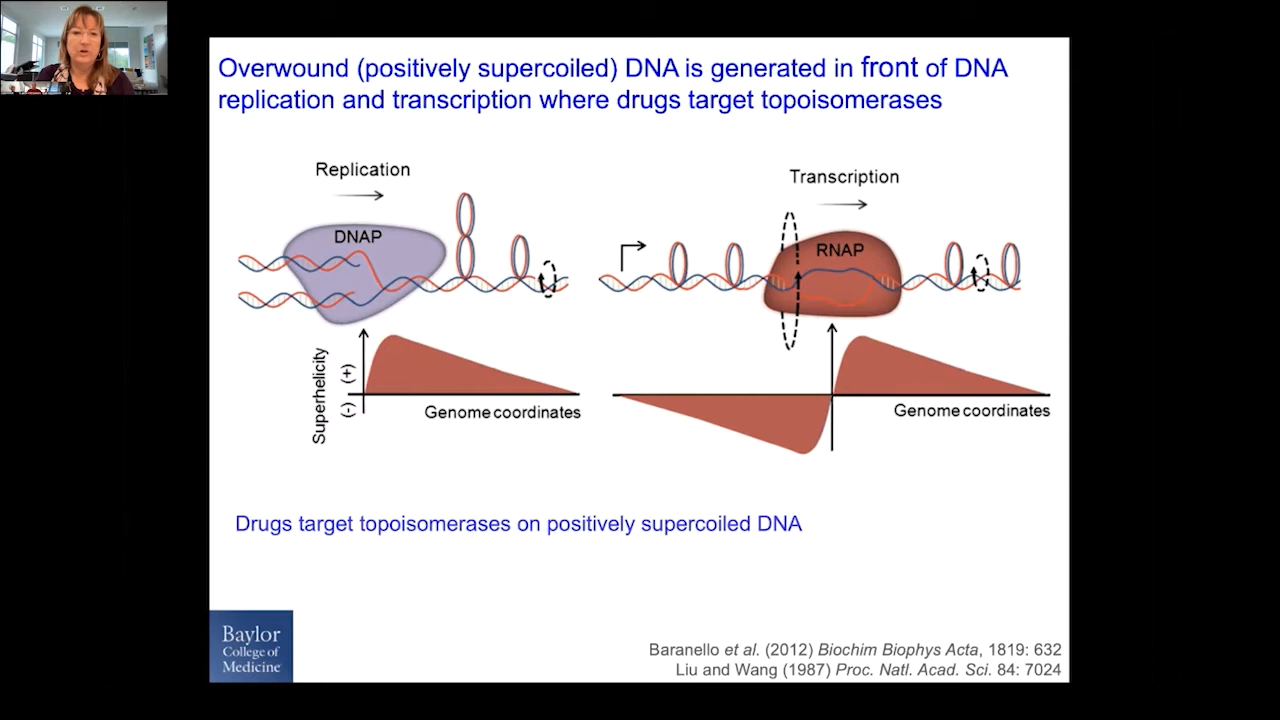 Overwound (positively supercoiled) DNA is generated in front of DNA
replication and transcription where drugs target topoisomerases
Replication
DNAP
Transcription
RNAP
Superhelicity
(-) (+)
Genome coordinates
Genome coordinates
Drugs target topoisomerases on positively supercoiled DNA
Baylor
College of
Medicine
Baranello et al. (2012) Biochim Biophys Acta, 1819: 632
Liu and Wang (1987) Proc. Natl. Acad. Sci. 84: 7024